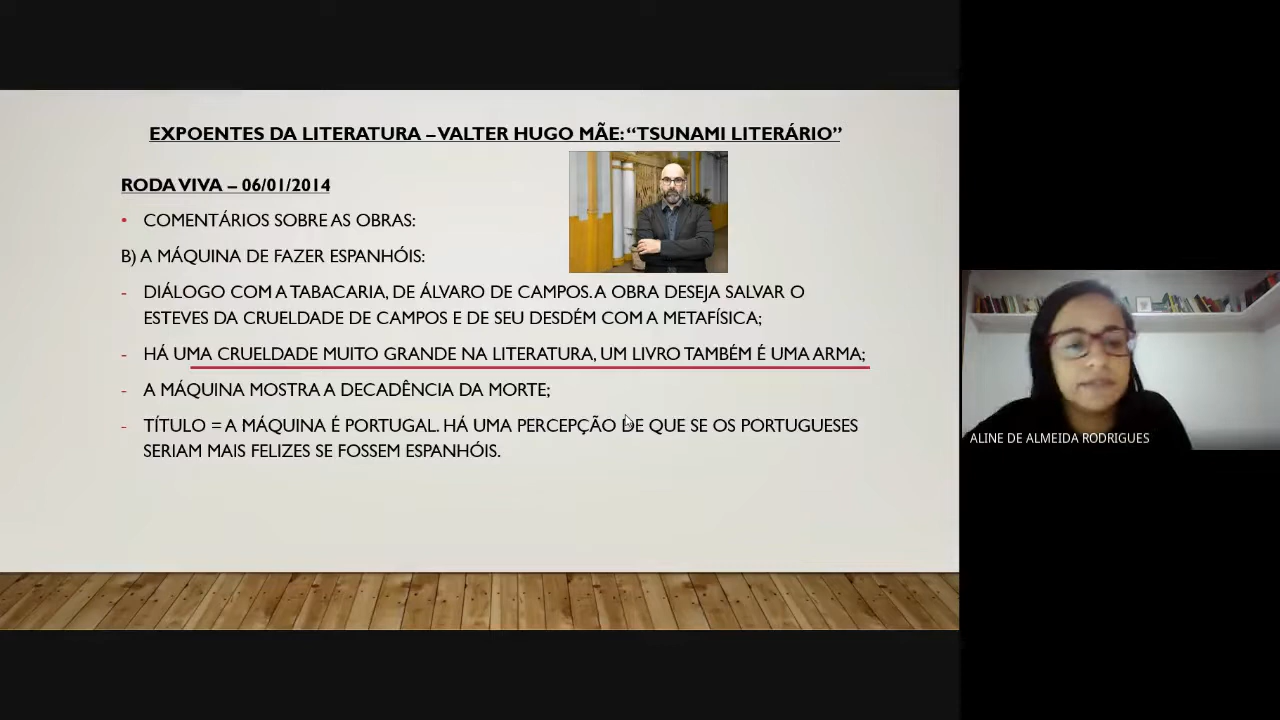 EXPOENTES DA LITERATURA – VALTER HUGO MÃE: “TSUNAMI LITERÁRIO”
RODA VIVA – 06/01/2014
• COMENTÁRIOS SOBRE AS OBRAS:
B) A MÁQUINA DE FAZER ESPANHÓIS:
- DIÁLOGO COM A TABACARIA, DE ÁLVARO DE CAMPOS. A OBRA DESEJA SALVAR O
ESTEVES DA CRUELDADE DE CAMPOS E DE SEU DESDÉM COM A METAFÍSICA;
- HÁ UMA CRUELDADE MUITO GRANDE NA LITERATURA, UM LIVRO TAMBÉM É UMA ARMA;
- A MÁQUINA MOSTRA A DECADÊNCIA DA MORTE;
- TÍTULO = A MÁQUINA É PORTUGAL. HÁ UMA PERCEPÇÃO DE QUE SE OS PORTUGUESES
SERIAM MAIS FELIZES SE FOSSEM ESPANHÓIS.
ALINE DE ALMEIDA RODRIGUES